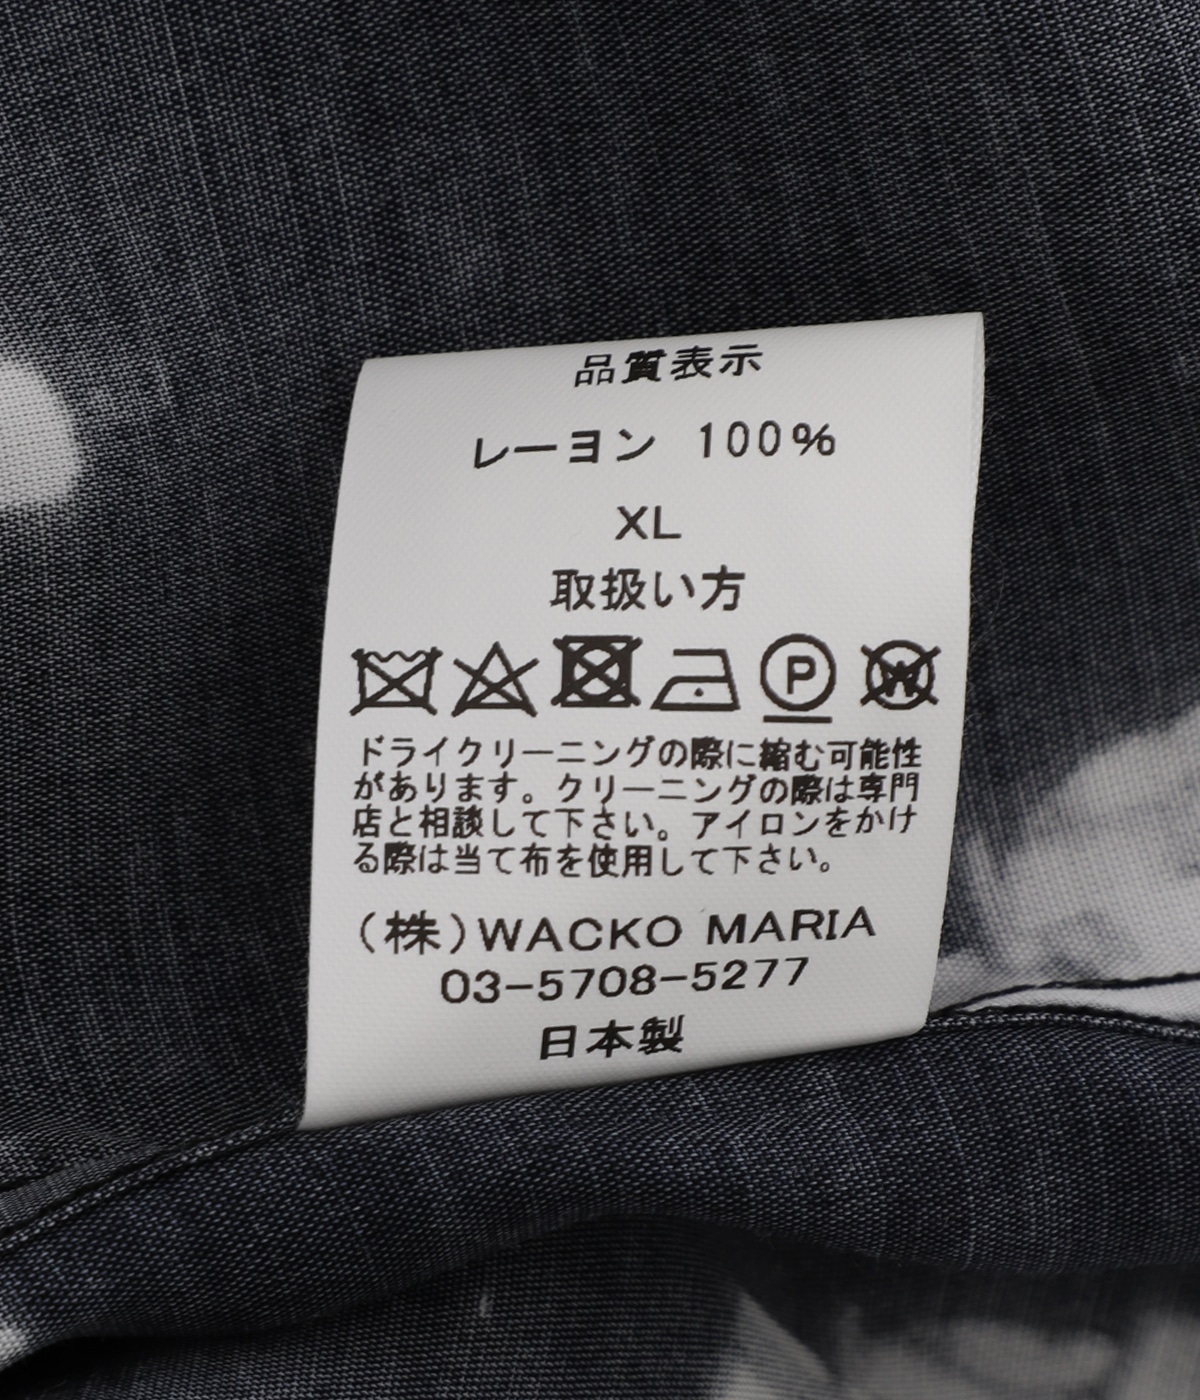 品質表示
レーヨン 100%
XL
取扱い方
P W
ドライクリーニングの際に縮む可能性
があります。クリーニングの際は専門
店と相談して下さい。アイロンをかけ
る際は当て布を使用して下さい。
(株)WACKO MARIA
03-5708-5277
日本製